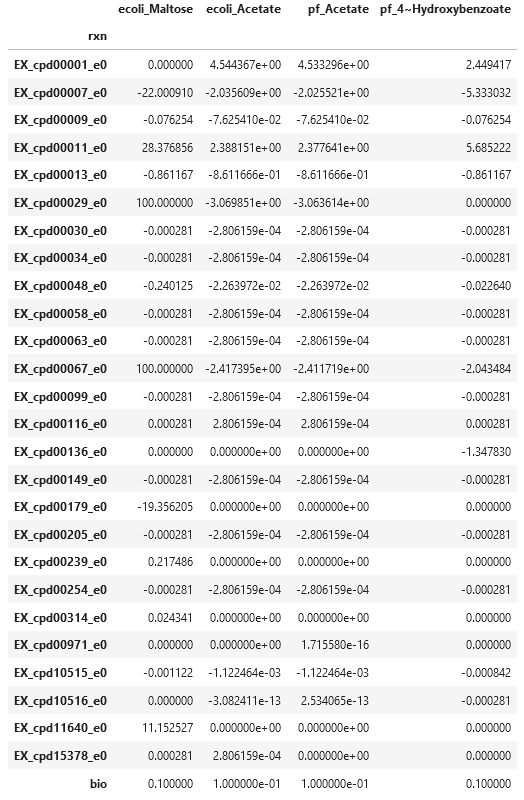 ecoli_Maltose ecoli_Acetate pf_Acetate pf_4~Hydroxybenzoate
rxn
EX_cpd00001_e0 0.000000 4.544367e+00 4.533296e+00 2.449417
EX_cpd00007_e0 -22.000910 -2.035609e+00 -2.025521e+00 -5.333032
EX_cpd00009_e0 -0.076254 -7.625410e-02 -7.625410e-02 -0.076254
EX_cpd00011_e0 28.376856 2.388151e+00 2.377641e+00 5.685222
EX_cpd00013_e0 -0.861167 -8.611666e-01 -8.611666e-01 -0.861167
EX_cpd00029_e0 100.000000 -3.069851e+00 -3.063614e+00 0.000000
EX_cpd00030_e0 -0.000281 -2.806159e-04 -2.806159e-04 -0.000281
EX_cpd00034_e0 -0.000281 -2.806159e-04 -2.806159e-04 -0.000281
EX_cpd00048_e0 -0.240125 -2.263972e-02 -2.263972e-02 -0.022640
EX_cpd00058_e0 -0.000281 -2.806159e-04 -2.806159e-04 -0.000281
EX_cpd00063_e0 -0.000281 -2.806159e-04 -2.806159e-04 -0.000281
EX_cpd00067_e0 100.000000 -2.417395e+00 -2.411719e+00 -2.043484
EX_cpd00099_e0 -0.000281 -2.806159e-04 -2.806159e-04 -0.000281
EX_cpd00116_e0 0.000281 2.806159e-04 2.806159e-04 0.000281
EX_cpd00136_e0 0.000000 0.000000e+00 0.000000e+00 -1.347830
EX_cpd00149_e0 -0.000281 -2.806159e-04 -2.806159e-04 -0.000281
EX_cpd00179_e0 -19.356205 0.000000e+00 0.000000e+00 0.000000
EX_cpd00205_e0 -0.000281 -2.806159e-04 -2.806159e-04 -0.000281
EX_cpd00239_e0 0.217486 0.000000e+00 0.000000e+00 0.000000
EX_cpd00254_e0 -0.000281 -2.806159e-04 -2.806159e-04 -0.000281
EX_cpd00314_e0 0.024341 0.000000e+00 0.000000e+00 0.000000
EX_cpd00971_e0 0.000000 0.000000e+00 1.715580e-16 0.000000
EX_cpd10515_e0 -0.001122 -1.122464e-03 -1.122464e-03 -0.000842
EX_cpd10516_e0 0.000000 -3.082411e-13 2.534065e-13 -0.000281
EX_cpd11640_e0 11.152527 0.000000e+00 0.000000e+00 0.000000
EX_cpd15378_e0 0.000281 2.806159e-04 0.000000e+00 0.000000
bio 0.100000 1.000000e-01 1.000000e-01 0.100000